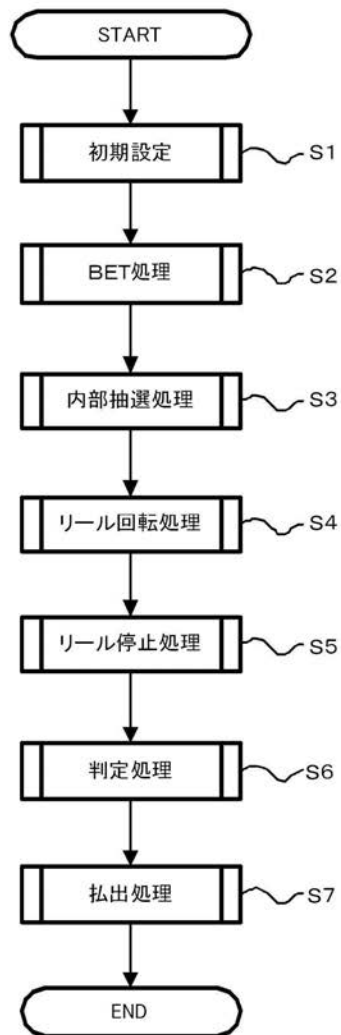 START
初期設定 S1
BET処理 S2
内部抽選処理 S3
リール回転処理 S4
リール停止処理 S5
判定処理 S6
払出処理 S7
END